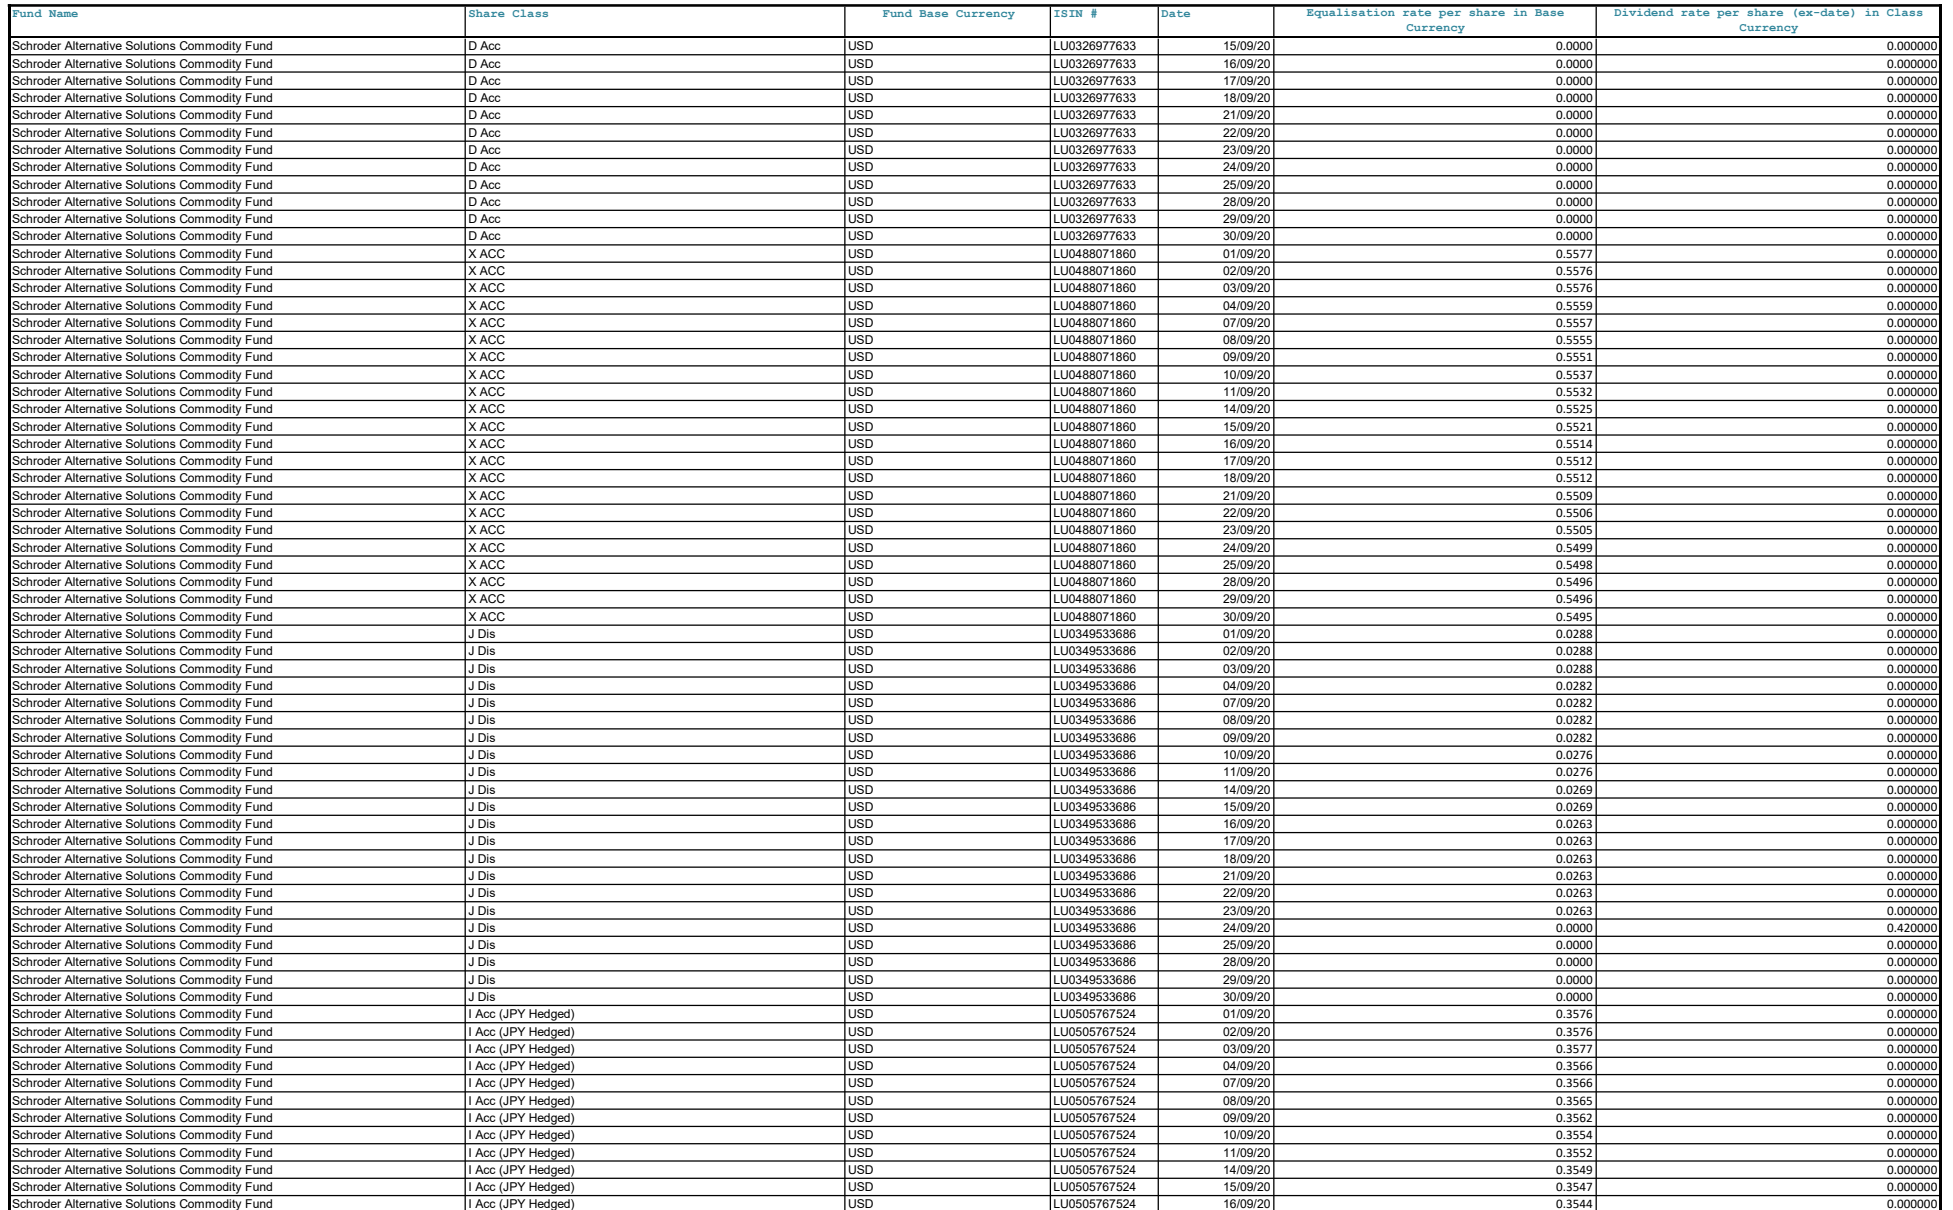 Fund Name Share Class Fund Base Currency ISIN # Date Equalisation rate per share in Base Currency Dividend rate per share (ex-date) in Class Currency
Schroder Alternative Solutions Commodity Fund D Acc USD LU0326977633 15/09/20 0.0000 0.000000
Schroder Alternative Solutions Commodity Fund D Acc USD LU0326977633 16/09/20 0.0000 0.000000
Schroder Alternative Solutions Commodity Fund D Acc USD LU0326977633 17/09/20 0.0000 0.000000
Schroder Alternative Solutions Commodity Fund D Acc USD LU0326977633 18/09/20 0.0000 0.000000
Schroder Alternative Solutions Commodity Fund D Acc USD LU0326977633 21/09/20 0.0000 0.000000
Schroder Alternative Solutions Commodity Fund D Acc USD LU0326977633 22/09/20 0.0000 0.000000
Schroder Alternative Solutions Commodity Fund D Acc USD LU0326977633 23/09/20 0.0000 0.000000
Schroder Alternative Solutions Commodity Fund D Acc USD LU0326977633 24/09/20 0.0000 0.000000
Schroder Alternative Solutions Commodity Fund D Acc USD LU0326977633 25/09/20 0.0000 0.000000
Schroder Alternative Solutions Commodity Fund D Acc USD LU0326977633 28/09/20 0.0000 0.000000
Schroder Alternative Solutions Commodity Fund D Acc USD LU0326977633 29/09/20 0.0000 0.000000
Schroder Alternative Solutions Commodity Fund D Acc USD LU0326977633 30/09/20 0.0000 0.000000
Schroder Alternative Solutions Commodity Fund X ACC USD LU0488071860 01/09/20 0.5577 0.000000
Schroder Alternative Solutions Commodity Fund X ACC USD LU0488071860 02/09/20 0.5576 0.000000
Schroder Alternative Solutions Commodity Fund X ACC USD LU0488071860 03/09/20 0.5576 0.000000
Schroder Alternative Solutions Commodity Fund X ACC USD LU0488071860 04/09/20 0.5559 0.000000
Schroder Alternative Solutions Commodity Fund X ACC USD LU0488071860 07/09/20 0.5557 0.000000
Schroder Alternative Solutions Commodity Fund X ACC USD LU0488071860 08/09/20 0.5555 0.000000
Schroder Alternative Solutions Commodity Fund X ACC USD LU0488071860 09/09/20 0.5551 0.000000
Schroder Alternative Solutions Commodity Fund X ACC USD LU0488071860 10/09/20 0.5537 0.000000
Schroder Alternative Solutions Commodity Fund X ACC USD LU0488071860 11/09/20 0.5532 0.000000
Schroder Alternative Solutions Commodity Fund X ACC USD LU0488071860 14/09/20 0.5525 0.000000
Schroder Alternative Solutions Commodity Fund X ACC USD LU0488071860 15/09/20 0.5521 0.000000
Schroder Alternative Solutions Commodity Fund X ACC USD LU0488071860 16/09/20 0.5514 0.000000
Schroder Alternative Solutions Commodity Fund X ACC USD LU0488071860 17/09/20 0.5512 0.000000
Schroder Alternative Solutions Commodity Fund X ACC USD LU0488071860 18/09/20 0.5512 0.000000
Schroder Alternative Solutions Commodity Fund X ACC USD LU0488071860 21/09/20 0.5509 0.000000
Schroder Alternative Solutions Commodity Fund X ACC USD LU0488071860 22/09/20 0.5506 0.000000
Schroder Alternative Solutions Commodity Fund X ACC USD LU0488071860 23/09/20 0.5505 0.000000
Schroder Alternative Solutions Commodity Fund X ACC USD LU0488071860 24/09/20 0.5499 0.000000
Schroder Alternative Solutions Commodity Fund X ACC USD LU0488071860 25/09/20 0.5498 0.000000
Schroder Alternative Solutions Commodity Fund X ACC USD LU0488071860 28/09/20 0.5496 0.000000
Schroder Alternative Solutions Commodity Fund X ACC USD LU0488071860 29/09/20 0.5496 0.000000
Schroder Alternative Solutions Commodity Fund X ACC USD LU0488071860 30/09/20 0.5495 0.000000
Schroder Alternative Solutions Commodity Fund J Dis USD LU0349533686 01/09/20 0.0288 0.000000
Schroder Alternative Solutions Commodity Fund J Dis USD LU0349533686 02/09/20 0.0288 0.000000
Schroder Alternative Solutions Commodity Fund J Dis USD LU0349533686 03/09/20 0.0288 0.000000
Schroder Alternative Solutions Commodity Fund J Dis USD LU0349533686 04/09/20 0.0282 0.000000
Schroder Alternative Solutions Commodity Fund J Dis USD LU0349533686 07/09/20 0.0282 0.000000
Schroder Alternative Solutions Commodity Fund J Dis USD LU0349533686 08/09/20 0.0282 0.000000
Schroder Alternative Solutions Commodity Fund J Dis USD LU0349533686 09/09/20 0.0282 0.000000
Schroder Alternative Solutions Commodity Fund J Dis USD LU0349533686 10/09/20 0.0276 0.000000
Schroder Alternative Solutions Commodity Fund J Dis USD LU0349533686 11/09/20 0.0276 0.000000
Schroder Alternative Solutions Commodity Fund J Dis USD LU0349533686 14/09/20 0.0269 0.000000
Schroder Alternative Solutions Commodity Fund J Dis USD LU0349533686 15/09/20 0.0269 0.000000
Schroder Alternative Solutions Commodity Fund J Dis USD LU0349533686 16/09/20 0.0263 0.000000
Schroder Alternative Solutions Commodity Fund J Dis USD LU0349533686 17/09/20 0.0263 0.000000
Schroder Alternative Solutions Commodity Fund J Dis USD LU0349533686 18/09/20 0.0263 0.000000
Schroder Alternative Solutions Commodity Fund J Dis USD LU0349533686 21/09/20 0.0263 0.000000
Schroder Alternative Solutions Commodity Fund J Dis USD LU0349533686 22/09/20 0.0263 0.000000
Schroder Alternative Solutions Commodity Fund J Dis USD LU0349533686 23/09/20 0.0263 0.000000
Schroder Alternative Solutions Commodity Fund J Dis USD LU0349533686 24/09/20 0.0000 0.420000
Schroder Alternative Solutions Commodity Fund J Dis USD LU0349533686 25/09/20 0.0000 0.000000
Schroder Alternative Solutions Commodity Fund J Dis USD LU0349533686 28/09/20 0.0000 0.000000
Schroder Alternative Solutions Commodity Fund J Dis USD LU0349533686 29/09/20 0.0000 0.000000
Schroder Alternative Solutions Commodity Fund J Dis USD LU0349533686 30/09/20 0.0000 0.000000
Schroder Alternative Solutions Commodity Fund I Acc (JPY Hedged) USD LU0505767524 01/09/20 0.3576 0.000000
Schroder Alternative Solutions Commodity Fund I Acc (JPY Hedged) USD LU0505767524 02/09/20 0.3576 0.000000
Schroder Alternative Solutions Commodity Fund I Acc (JPY Hedged) USD LU0505767524 03/09/20 0.3577 0.000000
Schroder Alternative Solutions Commodity Fund I Acc (JPY Hedged) USD LU0505767524 04/09/20 0.3566 0.000000
Schroder Alternative Solutions Commodity Fund I Acc (JPY Hedged) USD LU0505767524 07/09/20 0.3566 0.000000
Schroder Alternative Solutions Commodity Fund I Acc (JPY Hedged) USD LU0505767524 08/09/20 0.3565 0.000000
Schroder Alternative Solutions Commodity Fund I Acc (JPY Hedged) USD LU0505767524 09/09/20 0.3562 0.000000
Schroder Alternative Solutions Commodity Fund I Acc (JPY Hedged) USD LU0505767524 10/09/20 0.3554 0.000000
Schroder Alternative Solutions Commodity Fund I Acc (JPY Hedged) USD LU0505767524 11/09/20 0.3552 0.000000
Schroder Alternative Solutions Commodity Fund I Acc (JPY Hedged) USD LU0505767524 14/09/20 0.3549 0.000000
Schroder Alternative Solutions Commodity Fund I Acc (JPY Hedged) USD LU0505767524 15/09/20 0.3547 0.000000
Schroder Alternative Solutions Commodity Fund I Acc (JPY Hedged) USD LU0505767524 16/09/20 0.3544 0.000000